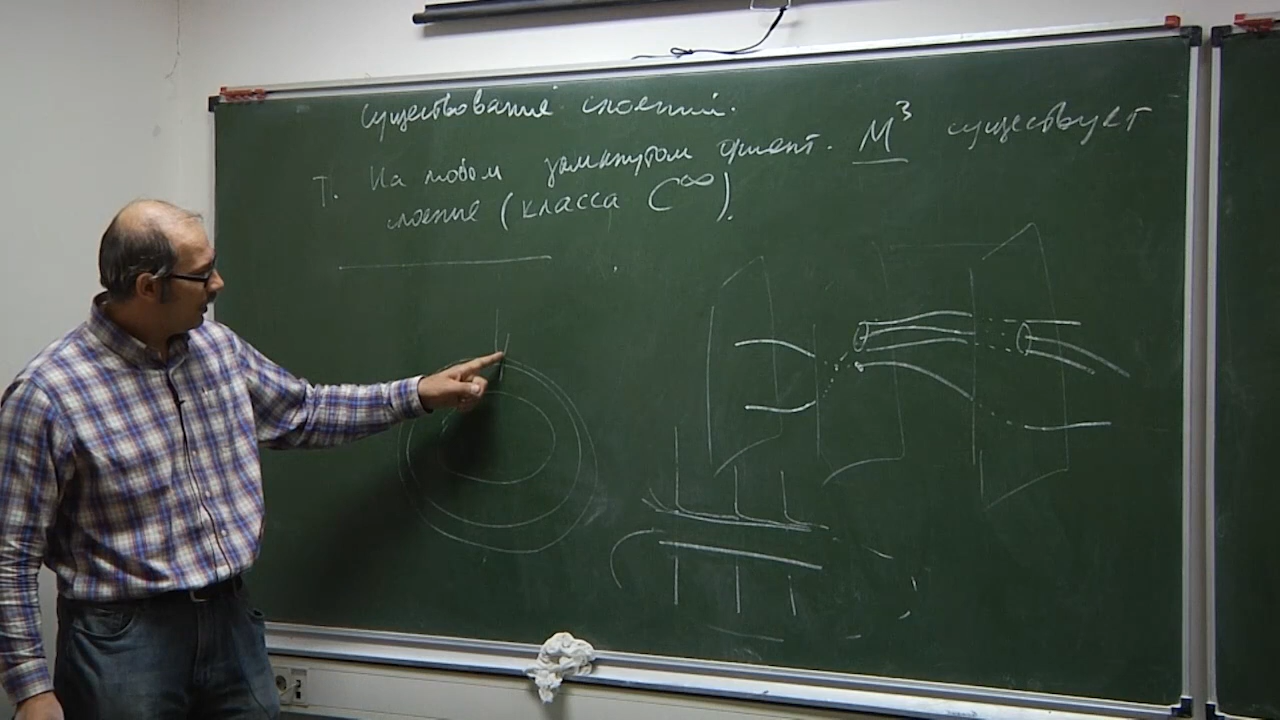 Существование слоений.
Т. На любом замкнутом ориент. M³ существует
слоение (класса C^∞).